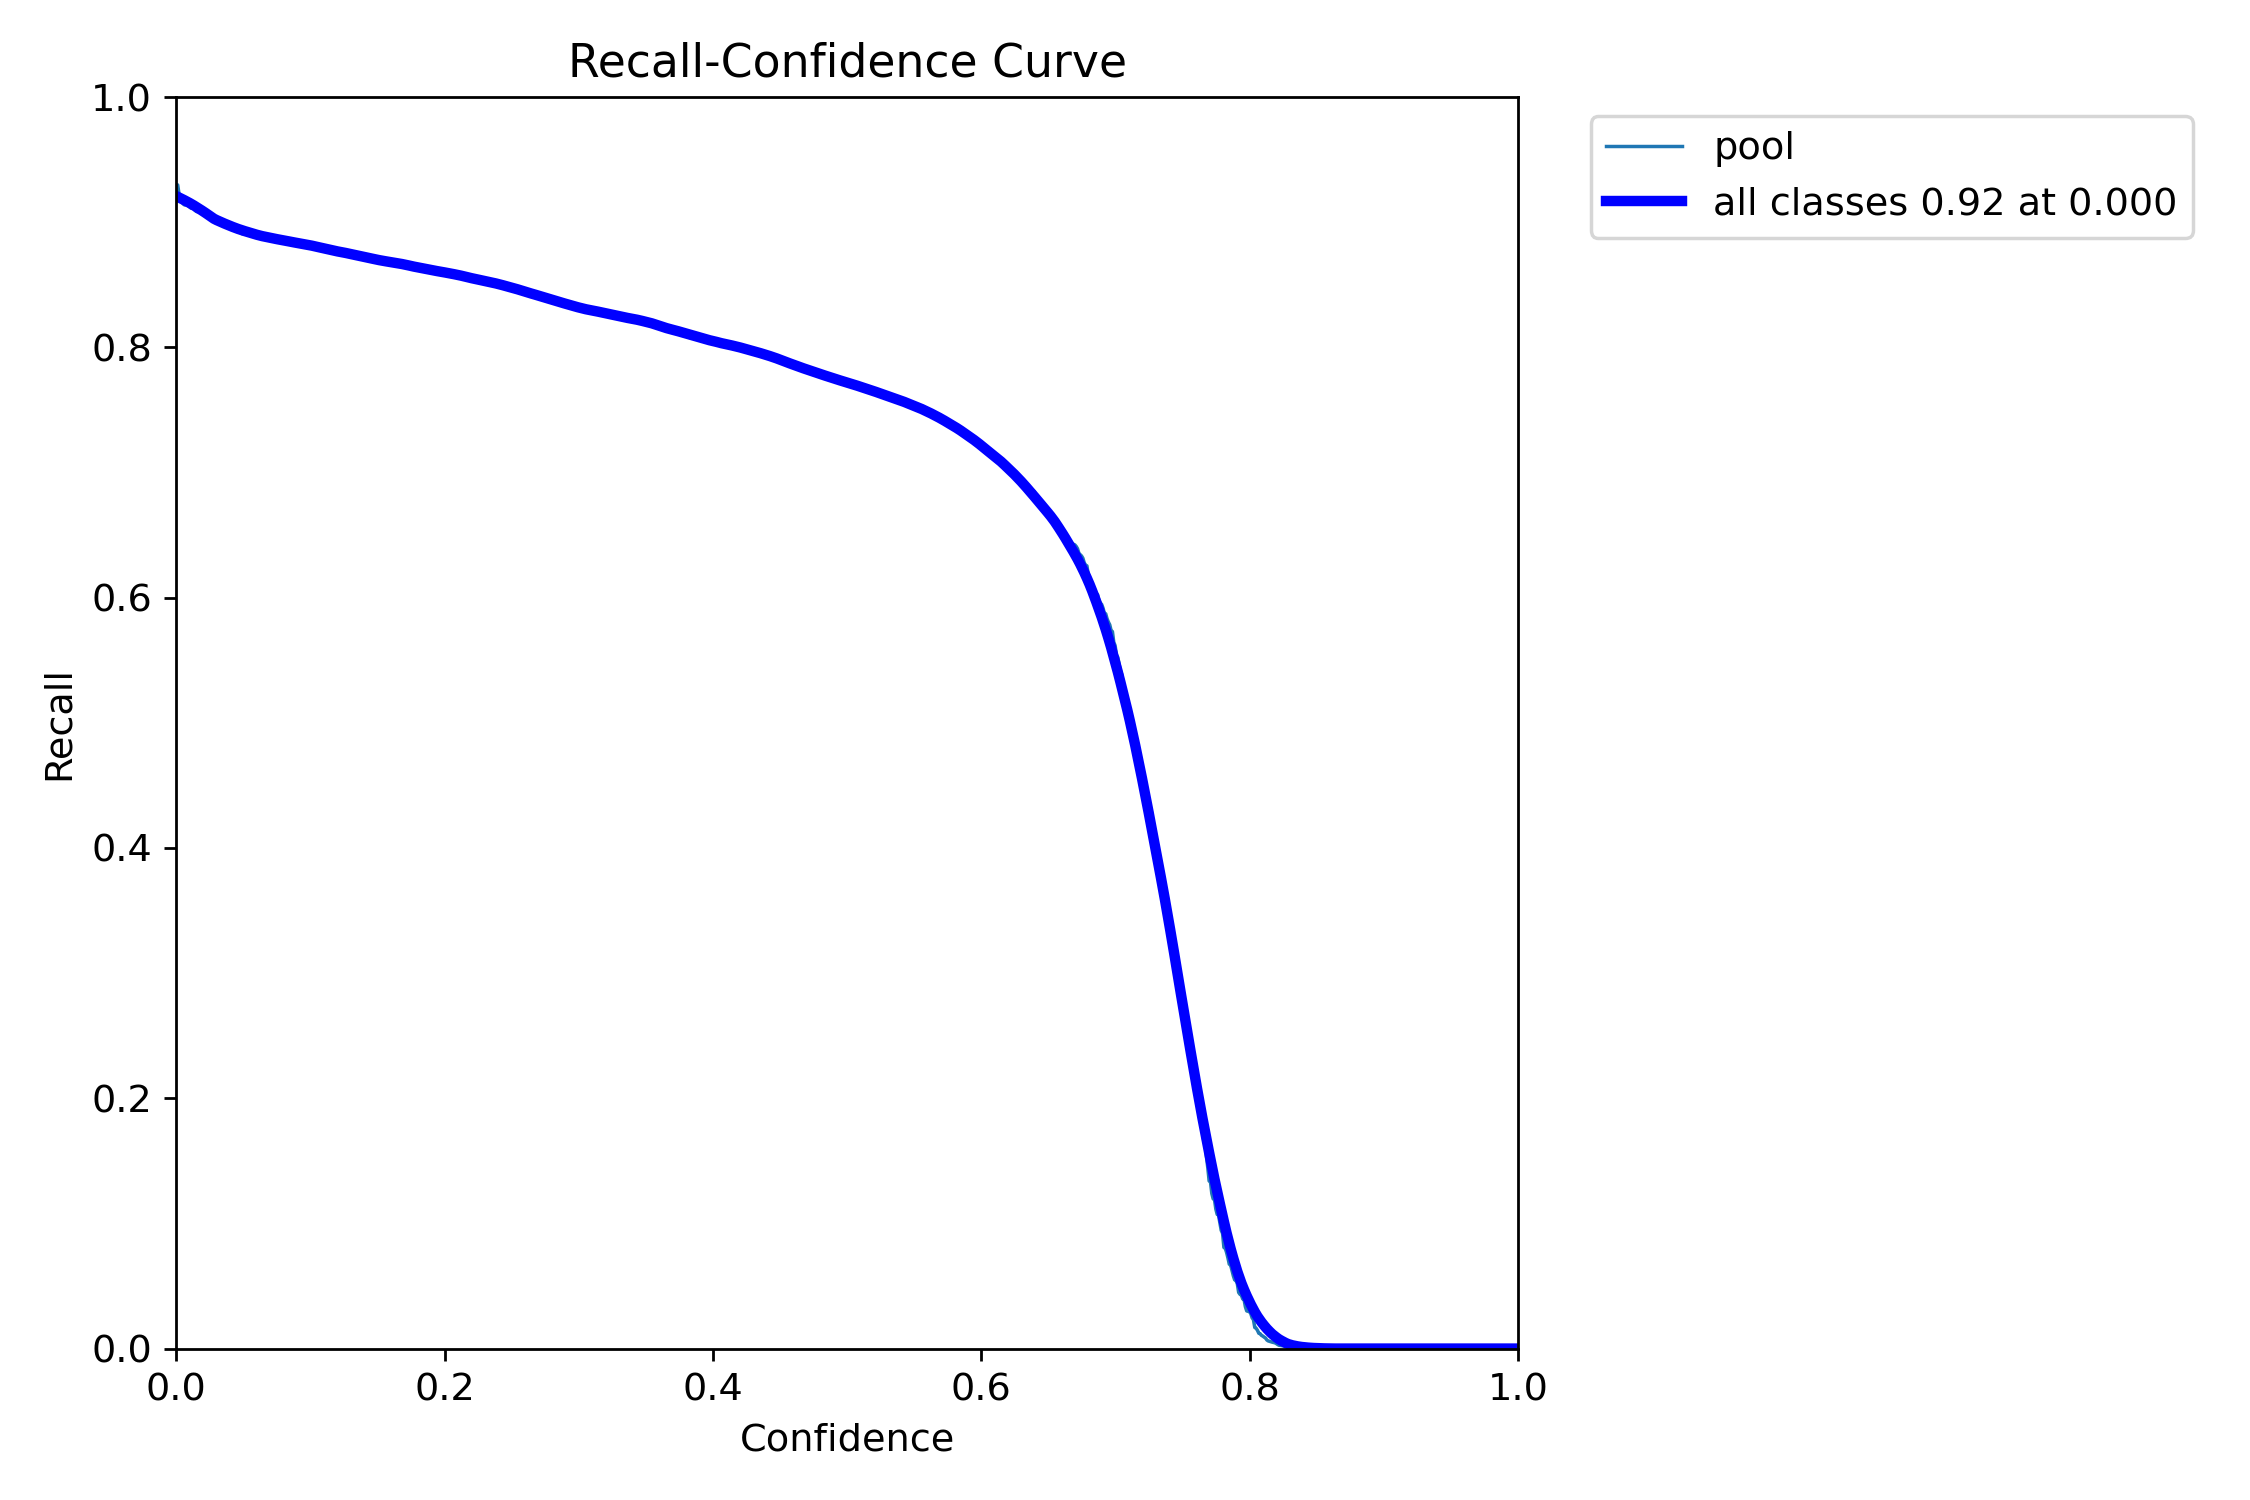 Recall-Confidence Curve
pool
all classes 0.92 at 0.000
Recall
1.0
0.8
0.6
0.4
0.2
0.0
0.0 0.2 0.4 0.6 0.8 1.0
Confidence